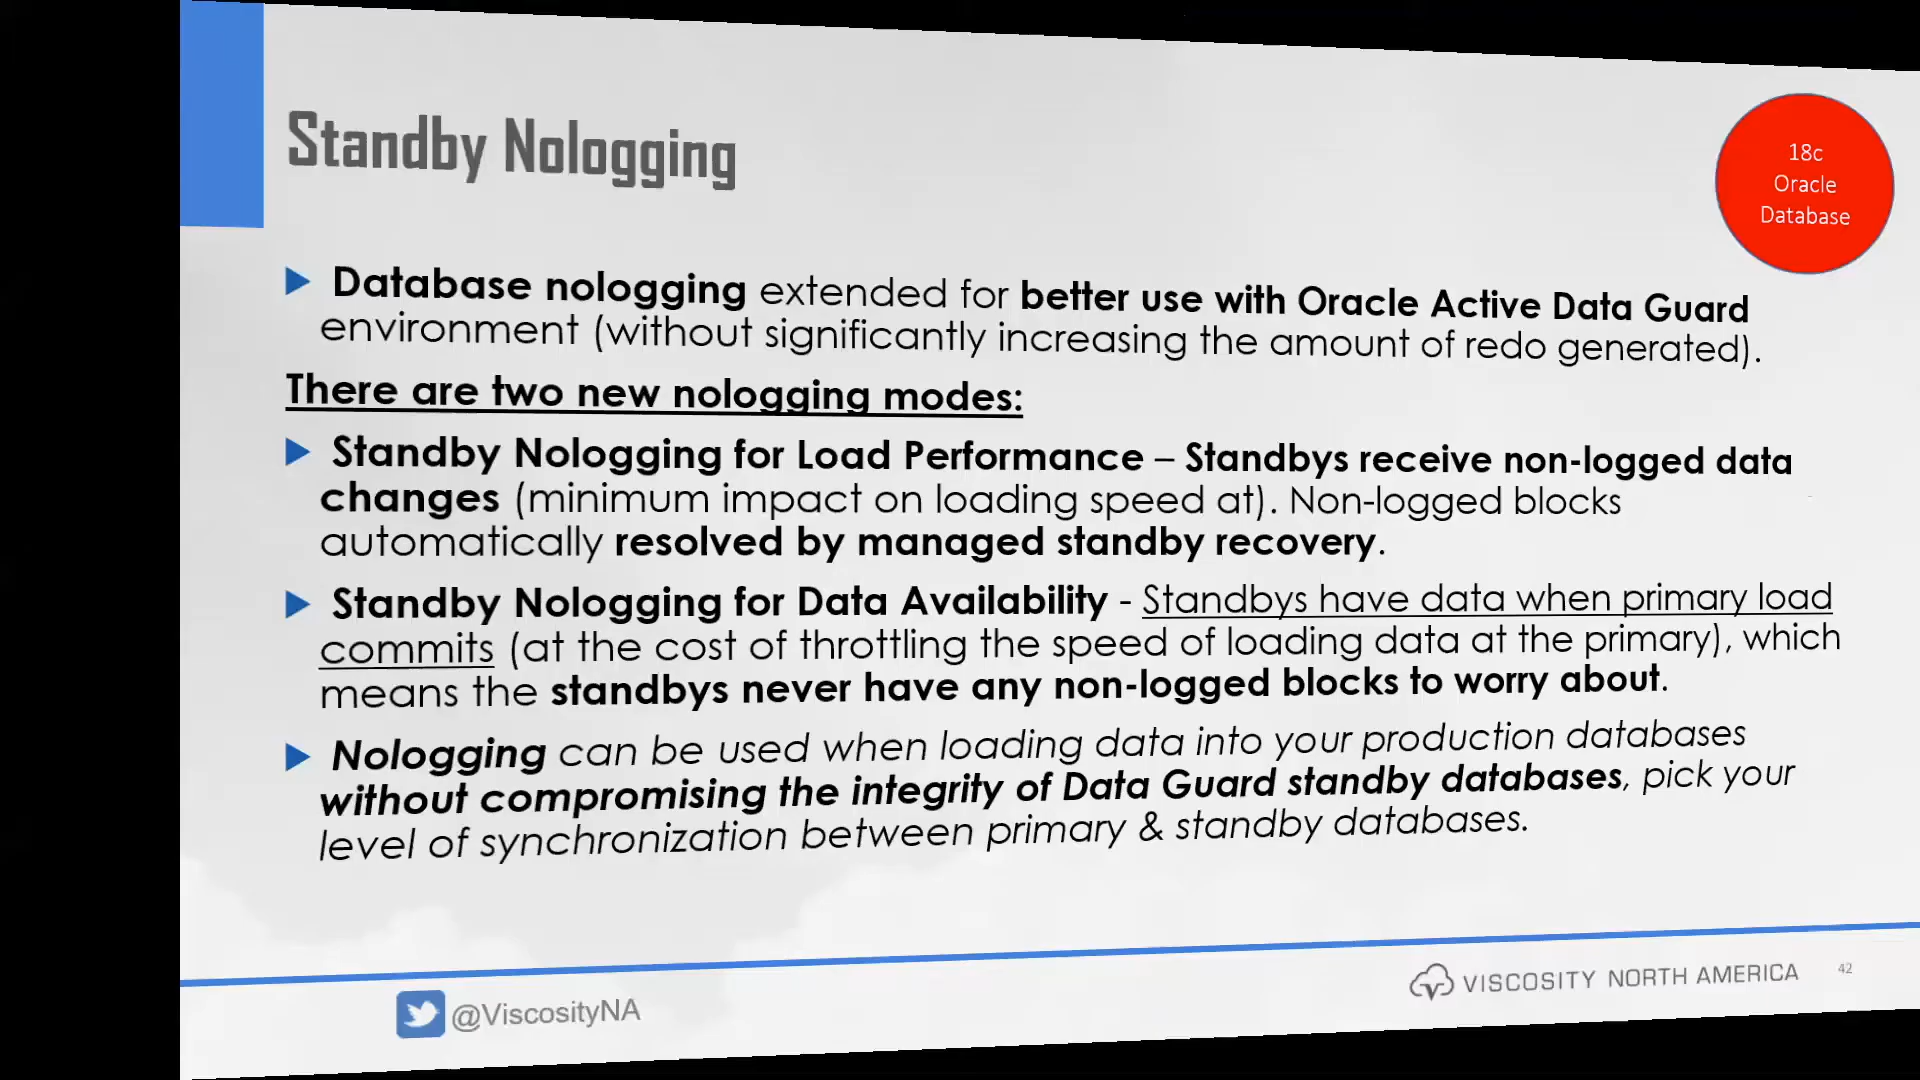 Standby Nologging
18c
Oracle
Database
Database nologging extended for better use with Oracle Active Data Guard
environment (without significantly increasing the amount of redo generated).
There are two new nologging modes:
Standby Nologging for Load Performance – Standbys receive non-logged data
changes (minimum impact on loading speed at). Non-logged blocks
automatically resolved by managed standby recovery.
Standby Nologging for Data Availability - Standbys have data when primary load
commits (at the cost of throttling the speed of loading data at the primary), which
means the standbys never have any non-logged blocks to worry about.
Nologging can be used when loading data into your production databases
without compromising the integrity of Data Guard standby databases, pick your
level of synchronization between primary & standby databases.
@ViscosityNA
VISCOSITY NORTH AMERICA
42